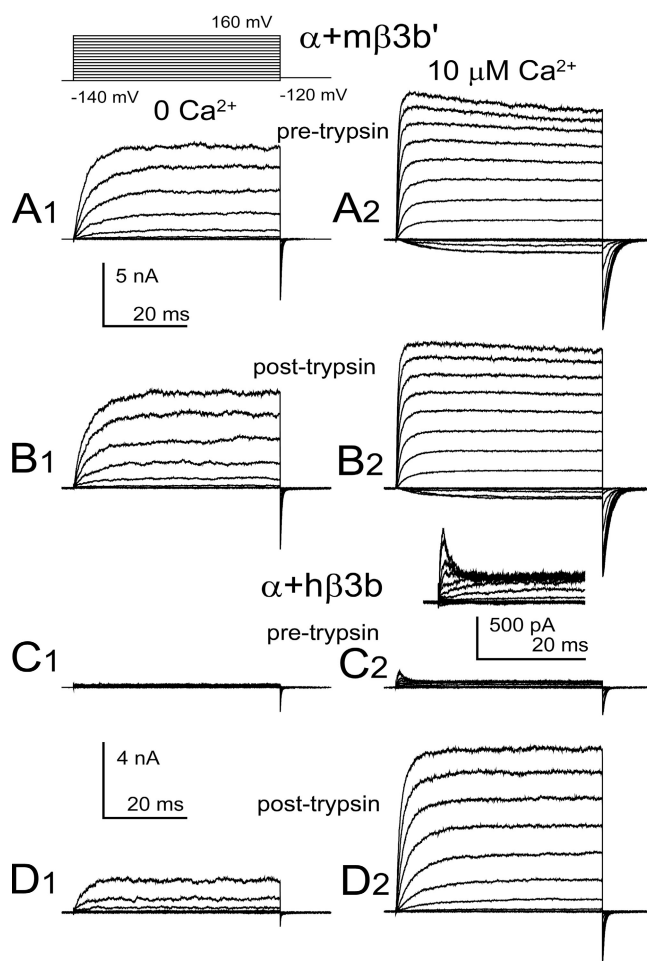 160 mV
α+mβ3b'
-140 mV
-120 mV
0 Ca²⁺
10 μM Ca²⁺
pre-trypsin
A1
A2
5 nA
20 ms
post-trypsin
B1
B2
α+hβ3b
pre-trypsin
500 pA
20 ms
C1
C2
4 nA
20 ms
post-trypsin
D1
D2